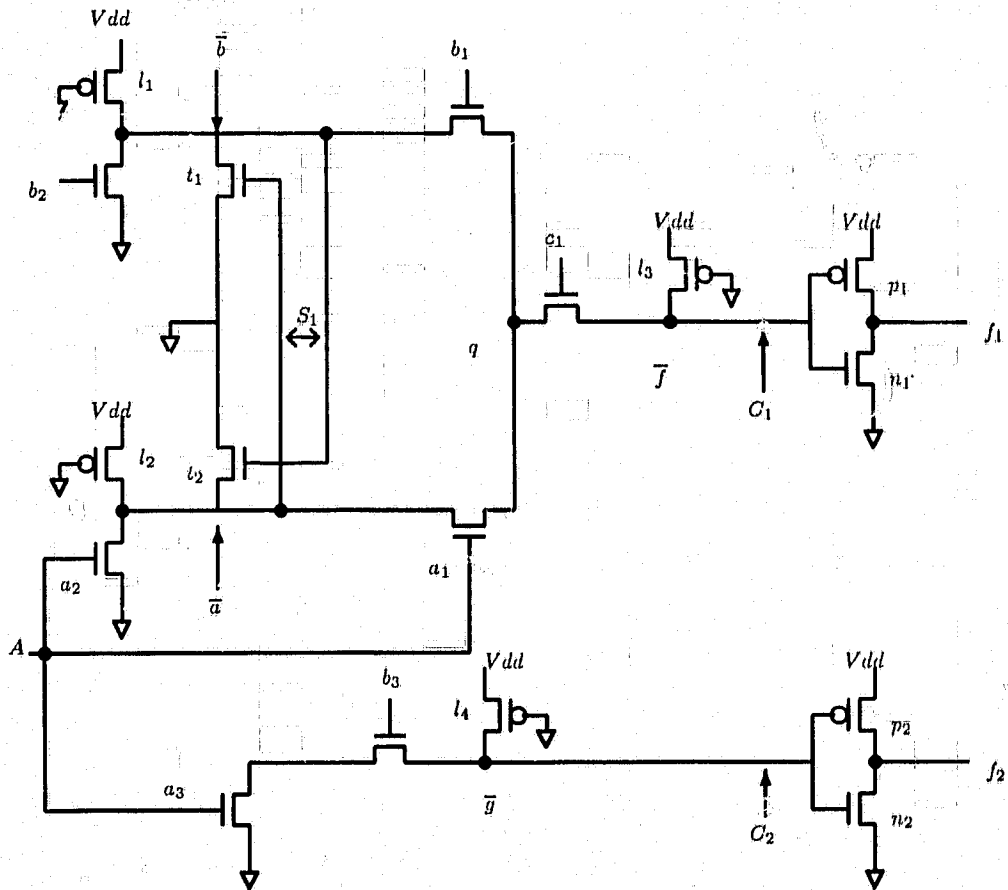 Vdd
b̅
b₁
l₁
t₁
b₂
Vdd
Vdd
c₁
l₃
p₁
S₁
f₁
q
f̅
n₁
C₁
Vdd
l₂
t₂
a₂
a₁
a̅
A
b₃
Vdd
Vdd
l₄
p₂
f₂
a₃
g̅
n₂
C₂